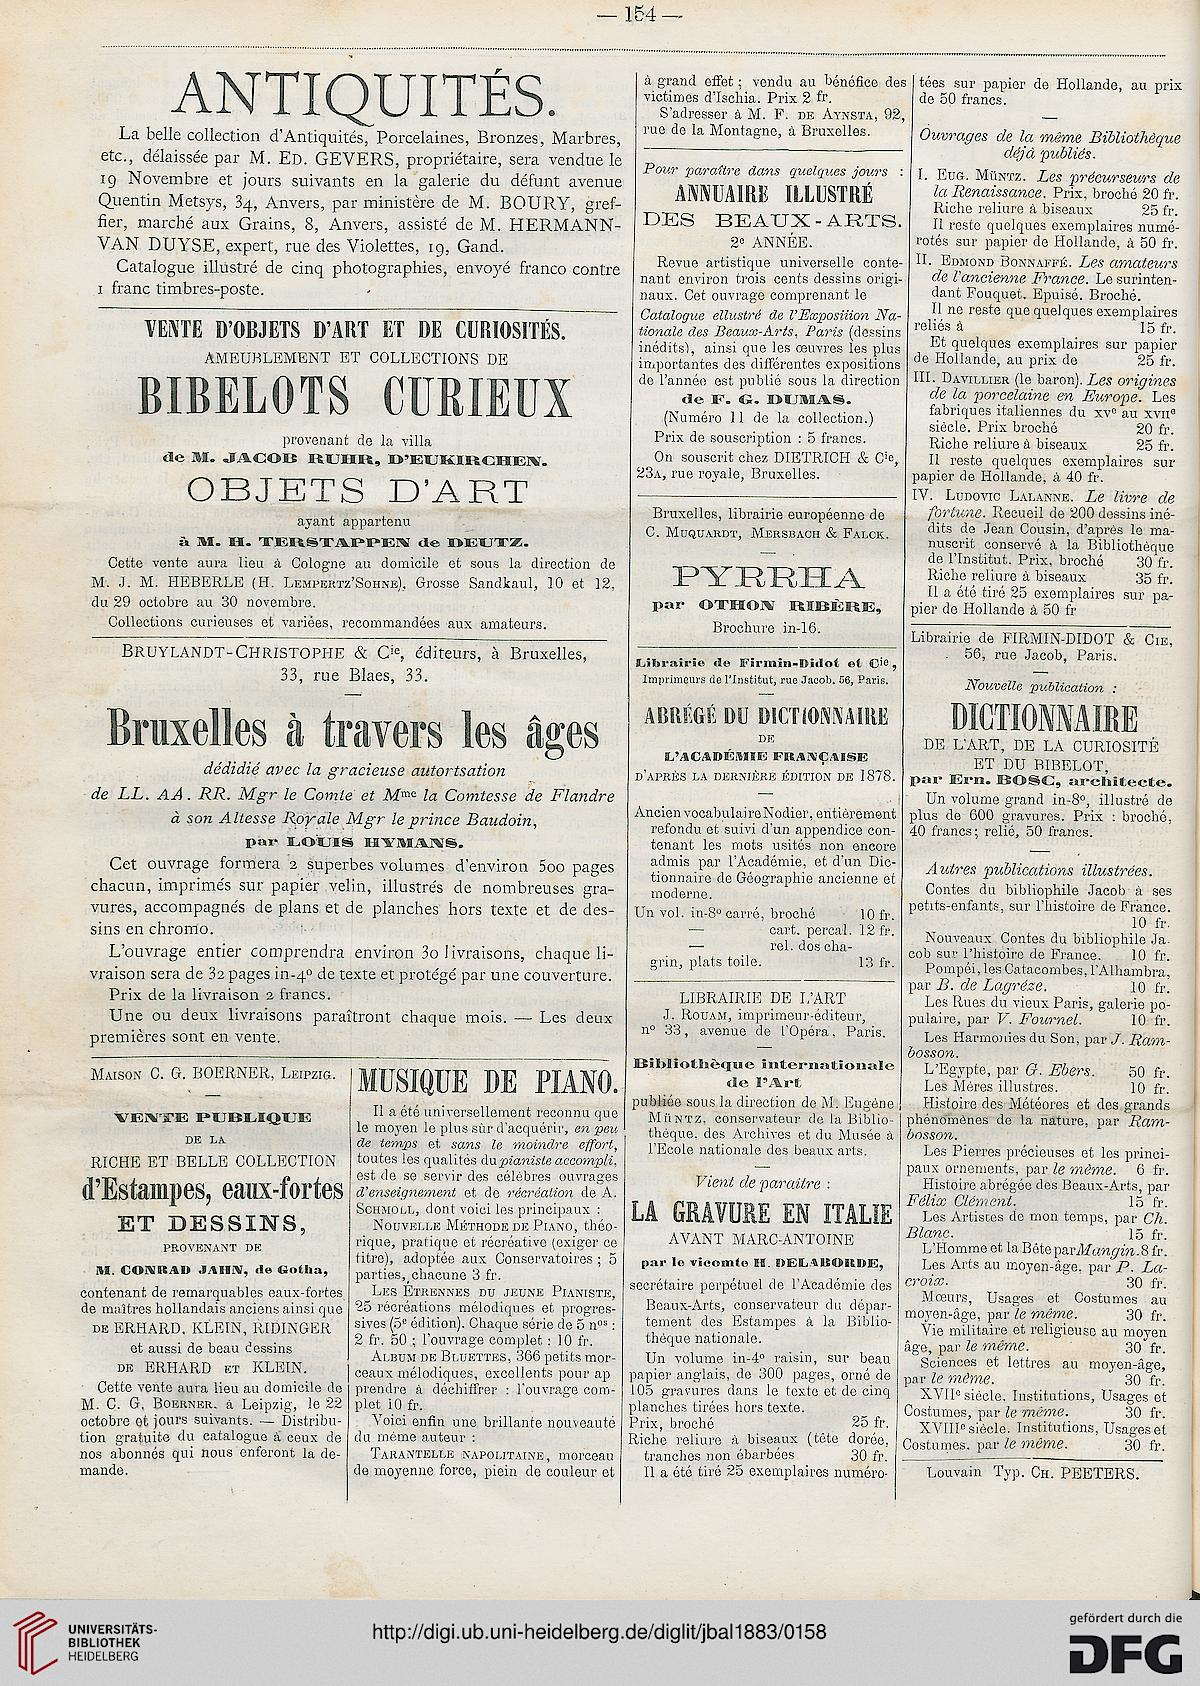 — 154 —
ANTIQUITÉS.
La belle collection d'Antiquités, Porcelaines, Bronzes, Marbres,
etc., délaissée par M. ED. GEVERS, propriétaire, sera vendue le
19 Novembre et jours suivants en la galerie du défunt avenue
Quentin Metsys, 34, Anvers, par ministère de M. BOURY, gref-
fier, marché aux Grains, 8, Anvers, assisté de M. HERMANN-
VAN DUYSE, expert, rue des Violettes, 19, Gand.
Catalogue illustré de cinq photographies, envoyé franco contre
1 franc timbres-poste.
VENTE D'OBJETS D'ART ET DE CURIOSITÉS.
AMEUBLEMENT ET COLLECTIONS DE
BIBELOTS CURIEUX
provenant de la villa
de M. JACOB RUHR, D'EUKIRCHEN.
OBJETS D'ART
ayant appartenu
à M. H. TERSTAPPEN de DEUTZ.
Cette vente aura lieu à Cologne au domicile et sous la direction de
M. J. M. HEBERLE (H. LEMPERTZ'SOHNE), Grosse Sandkaul, 10 et 12,
du 29 octobre au 30 novembre.
Collections curieuses et variées, recommandées aux amateurs.
BRUYLANDT-CHRISTOPHE & Cie, éditeurs, à Bruxelles,
33, rue Blaes, 33.
Bruxelles à travers les âges
dédidié avec la gracieuse autortsation
de LL. AA. RR. Mgr le Comte et Mme la Comtesse de Flandre
à son Altesse Royale Mgr le prince Baudoin,
par LOUIS HYMANS.
Cet ouvrage formera 2 superbes volumes d'environ 500 pages
chacun, imprimés sur papier velin, illustrés de nombreuses gra-
vures, accompagnés de plans et de planches hors texte et de des-
sins en chromo.
L'ouvrage entier comprendra environ 30 livraisons, chaque li-
vraison sera de 32 pages in-4° de texte et protégé par une couverture.
Prix de la livraison 2 francs.
Une ou deux livraisons paraîtront chaque mois. — Les deux
premières sont en vente.
MAISON C. G. BOERNER, LEIPZIG.
VENTE PUBLIQUE
DE LA
RICHE ET BELLE COLLECTION
d'Estampes, eaux-fortes
ET DESSINS,
PROVENANT DE
M. CONRAD JAHN, de Gotha,
contenant de remarquables eaux-fortes
de maîtres hollandais anciens ainsi que
DE ERHARD, KLEIN, RIDINGER
et aussi de beau dessins
DE ERHARD ET KLEIN.
Cette vente aura lieu au domicile de
M. C. G. BOERNER, à Leipzig, le 22
octobre et jours suivants. — Distribu-
tion gratuite du catalogue à ceux de
nos abonnés qui nous enferont la de-
mande.
MUSIQUE DE PIANO.
Il a été universellement reconnu que
le moyen le plus sûr d'acquérir, en peu
de temps et sans le moindre effort,
toutes les qualités du pianiste accompli,
est de se servir des célèbres ouvrages
d'enseignement et de récréation de A.
SCHMOLL, dont voici les principaux :
NOUVELLE MÉTHODE DE PIANO, théo-
rique, pratique et récréative (exiger ce
titre), adoptée aux Conservatoires ; 5
parties, chacune 3 fr.
LES ÉTRENNES DU JEUNE PIANISTE,
25 récréations mélodiques et progres-
sives (5e édition). Chaque série de 5 nos :
2 fr. 50 ; l'ouvrage complet : 10 fr.
ALBUM DE BLUETTES, 366 petits mor-
ceaux mélodiques, excellents pour ap
prendre à déchiffrer : l'ouvrage com-
plet 10 fr.
Voici enfin une brillante nouveauté
du même auteur :
TARANTELLE NAPOLITAINE, morceau
de moyenne force, plein de couleur et
à grand effet ; vendu au bénéfice des
victimes d'Ischia. Prix 2 fr.
S'adresser à M. F. DE AYNSTA, 92,
rue de la Montagne, à Bruxelles.
Pour paraître dans quelques jours :
ANNUAIRE ILLUSTRÉ
DES BEAUX-ARTS.
2e ANNÉE.
Revue artistique universelle conte-
nant environ trois cents dessins origi-
naux. Cet ouvrage comprenant le
Catalogue ellustré de l'Exposiiion Na-
tionale des Beaux-Arts, Paris (dessins
inédits), ainsi que les œuvres les plus
importantes des différentes expositions
de l'année est publié sous la direction
de F. G. DUMAS.
(Numéro 11 de la collection.)
Prix de souscription : 5 francs.
On souscrit chez DIETRICH & Cie,
23A, rue royale, Bruxelles.
Bruxelles, librairie européenne de
C. MUQUARDT, MERSBACH & FALCK.
PYRRHA
par OTHON RIBÈRE,
Brochure in-16.
Librairie de Firmin-Didot et Cie,
Imprimeurs de l'Institut, rue Jacob. 56, Paris.
ABRÉGÉ DU DICTIONNAIRE
DE
L'ACADÉMIE FRANÇAISE
D'APRÈS LA DERNIÈRE ÉDITION DE 1878.
Ancien vocabulaire Nodier, entièrement
refondu et suivi d'un appendice con-
tenant les mots usités non encore
admis par l'Académie, et d'un Dic-
tionnaire de Géographie ancienne et
moderne.
Un vol. in-8° carré, broché 10 fr.
— cart. percal. 12 fr.
— rel. dos cha-
grin, plats toile. 13 fr.
LIBRAIRIE DE L'ART
J. ROUAM, imprimeur-éditeur,
n° 33, avenue de l'Opéra, Paris.
Bibliothèque internationale
de l'Art
publiée sous la direction de M. Eugène
MÜNTZ, conservateur de la Biblio-
thèque, des Archives et du Musée à
l'Ecole nationale des beaux arts.
Vient de paraitre :
LA GRAVURE EN ITALIE
AVANT MARC-ANTOINE
par le vicomte H. DELABORDE,
secrétaire perpétuel de l'Académie des
Beaux-Arts, conservateur du dépar-
tement des Estampes à la Biblio-
thèque nationale.
Un volume in-4° raisin, sur beau
papier anglais, de 300 pages, orné de
105 gravures dans le texte et de cinq
planches tirées hors texte.
Prix, broché 25 fr.
Riche reliure à biseaux (tête dorée,
tranches non ébarbées 30 fr.
Il a été tiré 25 exemplaires numéro-
tées sur papier de Hollande, au prix
de 50 francs.
Ouvrages de la même Bibliothèque
déjà publiés.
I. EUG. MÜNTZ. Les précurseurs de
la Renaissance. Prix, broché 20 fr.
Riche reliure à biseaux 25 fr.
Il reste quelques exemplaires numé-
rotés sur papier de Hollande, à 50 fr.
II. EDMOND BONNAFFÉ. Les amateurs
de l'ancienne France. Le surinten-
dant Fouquet. Epuisé. Broché.
Il ne reste que quelques exemplaires
reliés à 15 fr.
Et quelques exemplaires sur papier
de Hollande, au prix de 25 fr.
III. DAVILLIER (le baron). Les origines
de la porcelaine en Europe. Les
fabriques italiennes du XVe au XVIIe
siècle. Prix broché 20 fr.
Riche reliure à biseaux 25 fr.
Il reste quelques exemplaires sur
papier de Hollande, à 40 fr.
IV. LUDOVIC LALANNE. Le livre de
fortune. Recueil de 200 dessins iné-
dits de Jean Cousin, d'après le ma-
nuscrit conservé à la Bibliothèque
de l'Institut. Prix, broché 30 fr.
Riche reliure à biseaux 35 fr.
Il a été tiré 25 exemplaires sur pa-
pier de Hollande à 50 fr
Librairie de FIRMIN-DIDOT & CIE,
56, rue Jacob, Paris.
Nouvelle publication :
DICTIONNAIRE
DE L'ART, DE LA CURIOSITÉ
ET DU BIBELOT,
par Ern. BOSC, architecte.
Un volume grand in-8°, illustré de
plus de 600 gravures. Prix : broché,
40 francs; relié, 50 francs.
Autres publications illustrées.
Contes du bibliophile Jacob à ses
petits-enfants, sur l'histoire de France.
10 fr.
Nouveaux Contes du bibliophile Ja
cob sur l'histoire de France. 10 fr.
Pompéi, les Catacombes, l'Alhambra,
par B. de Lagréze. 10 fr.
Les Rues du vieux Paris, galerie po-
pulaire, par V. Fournel. 10 fr.
Les Harmonies du Son, par J. Ram-
bosson.
L'Egypte, par G. Ebers. 50 fr.
Les Méres illustres. 10 fr.
Histoire des Météores et des grands
phénomènes de la nature, par Ram-
bosson.
Les Pierres précieuses et les princi-
paux ornements, par le même. 6 fr.
Histoire abrégée des Beaux-Arts, par
Félix Clément. 15 fr.
Les Artistes de mon temps, par Ch.
Blanc. 15 fr.
L'Homme et la Bête par Mangin. 8 fr.
Les Arts au moyen-âge, par P. La-
croix. 30 fr.
Mœurs, Usages et Costumes au
moyen-âge, par le même. 30 fr.
Vie militaire et religieuse au moyen
âge, par le même. 30 fr.
Sciences et lettres au moyen-âge,
par le même. 30 fr.
XVIIe siècle. Institutions, Usages et
Costumes, par le même. 30 fr.
XVIIIe siècle. Institutions, Usages et
Costumes. par le même. 30 fr.
Louvain Typ. CH. PEETERS.
UNIVERSITÄTS-
BIBLIOTHEK
HEIDELBERG
http://digi.ub.uni-heidelberg.de/diglit/jbal1883/0158
gefördert durch die
DFG